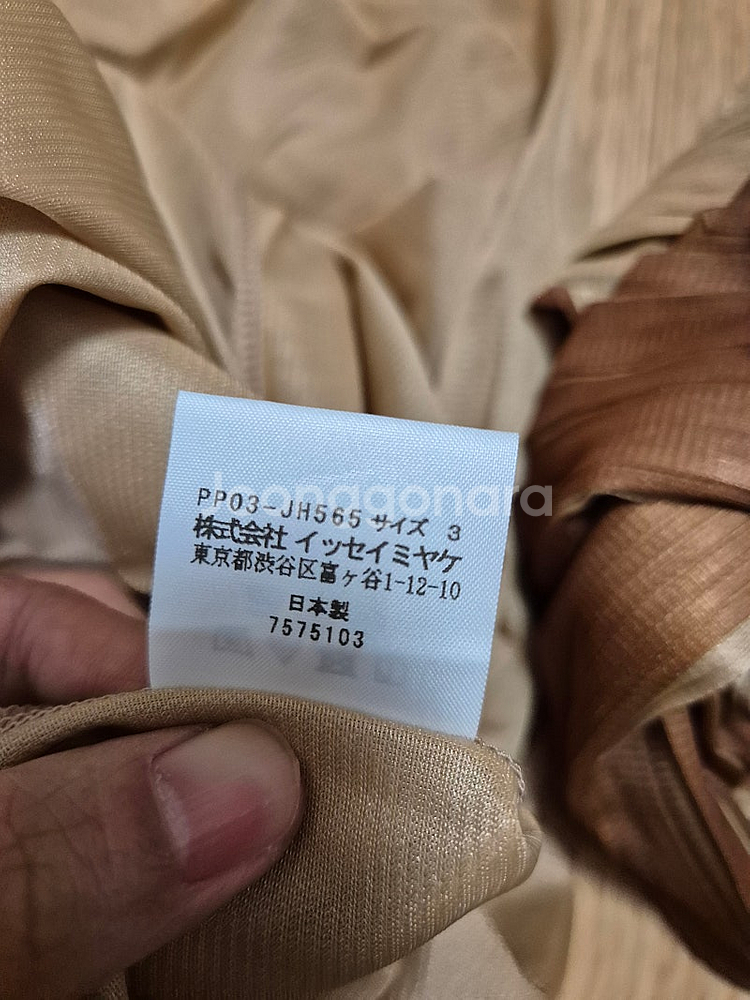 Joonggonara
PP03-JH565 サイズ 3
株式会社 イッセイミヤケ
東京都渋谷区富ヶ谷1-12-10
日本製
7575103